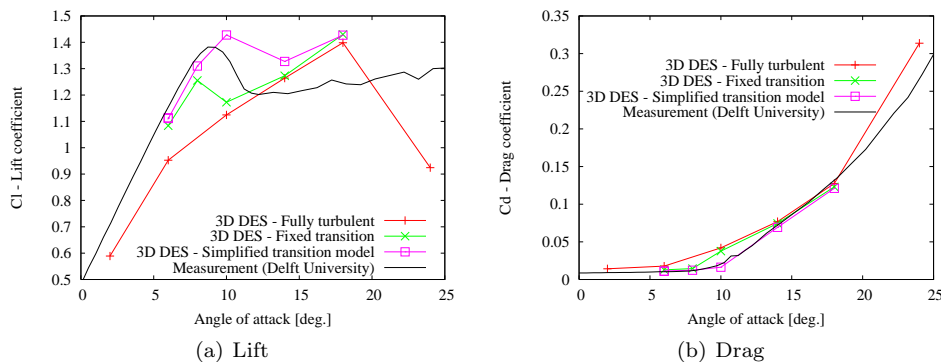 Cl - Lift coefficient
1.5
1.4
1.3
1.2
1.1
1
0.9
0.8
0.7
0.6
0.5
0
5
10
15
20
25
3D DES - Fully turbulent
3D DES - Fixed transition
3D DES - Simplified transition model
Measurement (Delft University)
Angle of attack [deg.]
(a) Lift
Cd - Drag coefficient
0.35
0.3
0.25
0.2
0.15
0.1
0.05
0
0
5
10
15
20
25
3D DES - Fully turbulent
3D DES - Fixed transition
3D DES - Simplified transition model
Measurement (Delft University)
Angle of attack [deg.]
(b) Drag